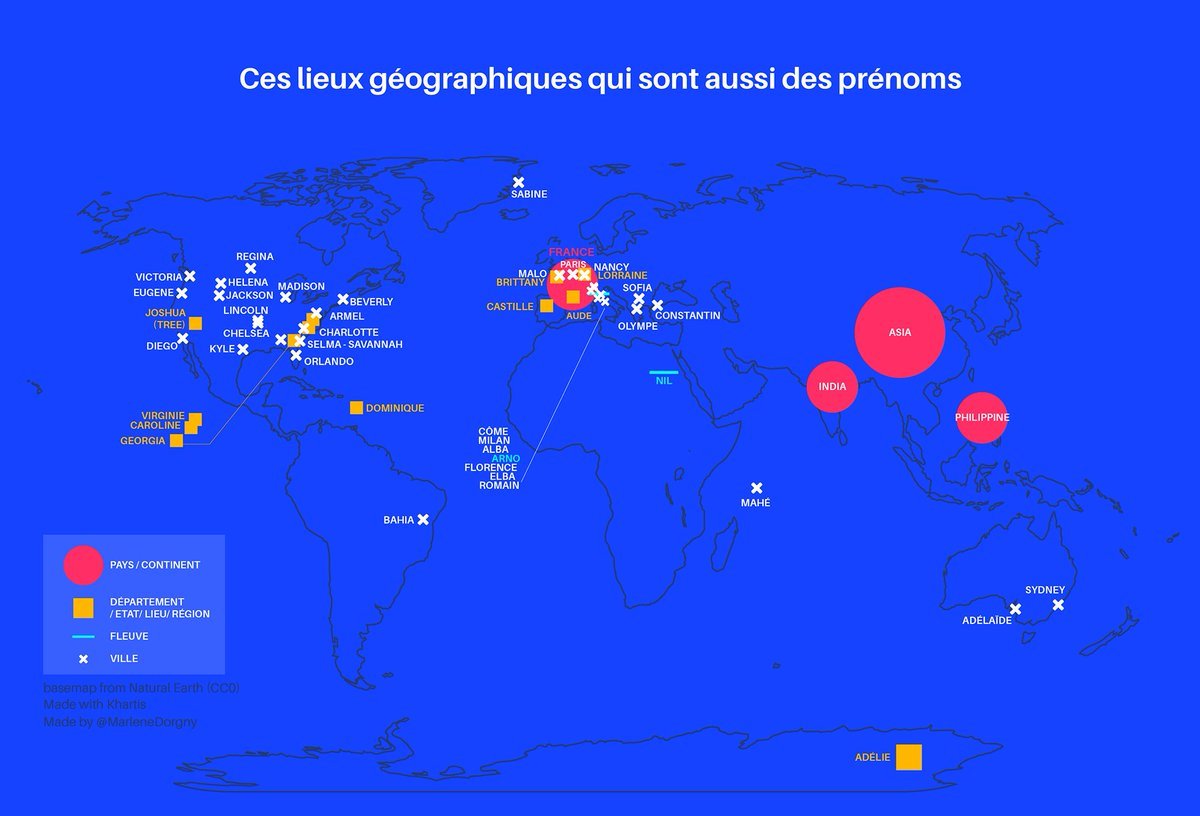 Ces lieux géographiques qui sont aussi des prénoms
SABINE
REGINA
VICTORIA
HELENA
MADISON
EUGENE
JACKSON
BEVERLY
JOSHUA
(TREE)
LINCOLN
ARMEL
CHELSEA
CHARLOTTE
DIEGO
KYLE
SELMA - SAVANNAH
ORLANDO
FRANCE
PARIS
MALO
NANCY
BRITTANY
LORRAINE
SOFIA
CASTILLE
AUDE
CONSTANTIN
OLYMPE
ASIA
NIL
INDIA
PHILIPPINE
VIRGINIE
CAROLINE
GEORGIA
DOMINIQUE
CÔME
MILAN
ALBA
ARNO
FLORENCE
ELBA
ROMAIN
MAHÉ
BAHIA
SYDNEY
ADÉLAÏDE
PAYS / CONTINENT
DÉPARTEMENT
/ ETAT/ LIEU/ RÉGION
FLEUVE
VILLE
basemap from Natural Earth (CC0)
Made with Khartis
Made by @MarleneDorgny
ADÉLIE